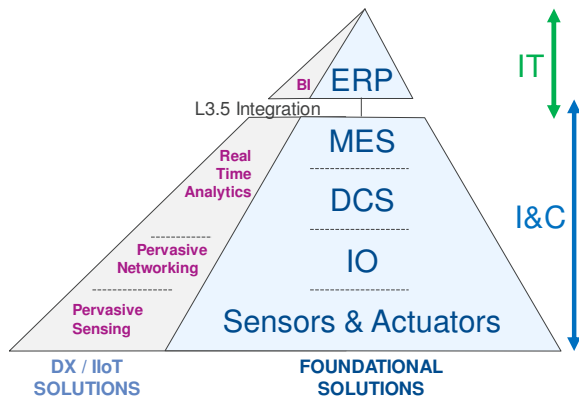 IT
BI
ERP
L3.5 Integration
Real
Time
Analytics
MES
DCS
I&C
Pervasive
Networking
IO
Pervasive
Sensing
Sensors & Actuators
DX / IIoT
SOLUTIONS
FOUNDATIONAL
SOLUTIONS